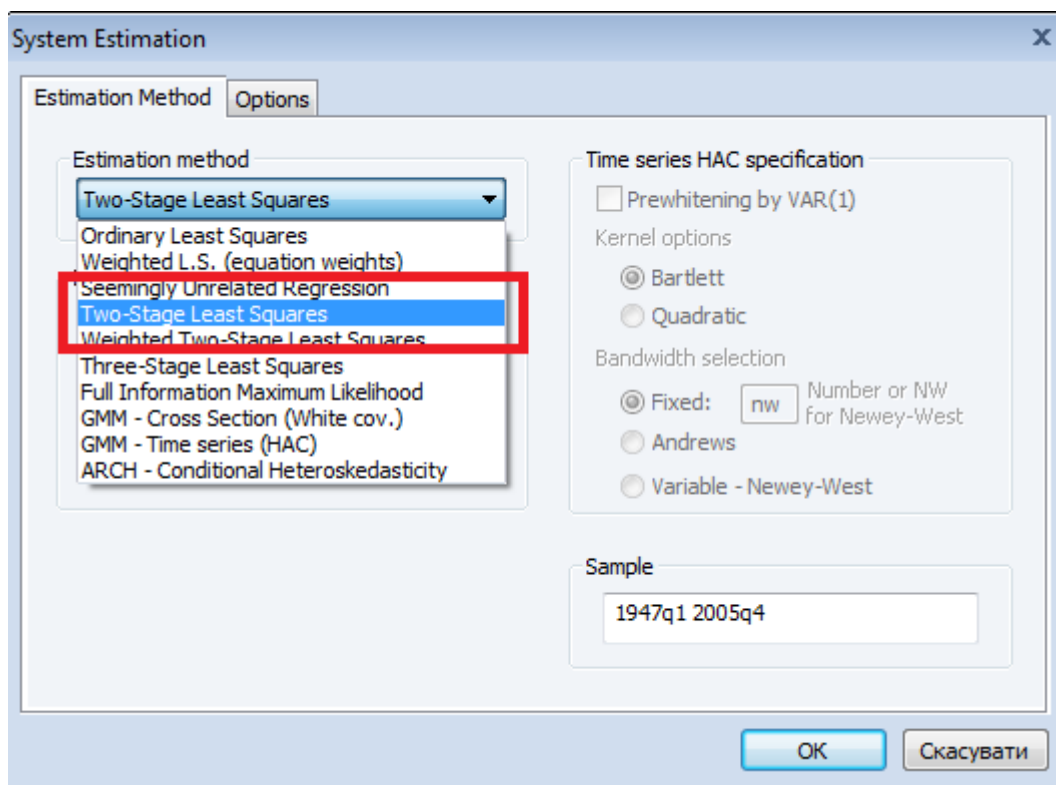 System Estimation
x
Estimation Method
Options
Estimation method
Two-Stage Least Squares
Ordinary Least Squares
Weighted L.S. (equation weights)
Seemingly Unrelated Regression
Two-Stage Least Squares
Weighted Two-Stage Least Squares
Three-Stage Least Squares
Full Information Maximum Likelihood
GMM - Cross Section (White cov.)
GMM - Time series (HAC)
ARCH - Conditional Heteroskedasticity
Time series HAC specification
Prewhitening by VAR(1)
Kernel options
Bartlett
Quadratic
Bandwidth selection
Fixed: nw Number or NW
for Newey-West
Andrews
Variable - Newey-West
Sample
1947q1 2005q4
OK
Скасувати